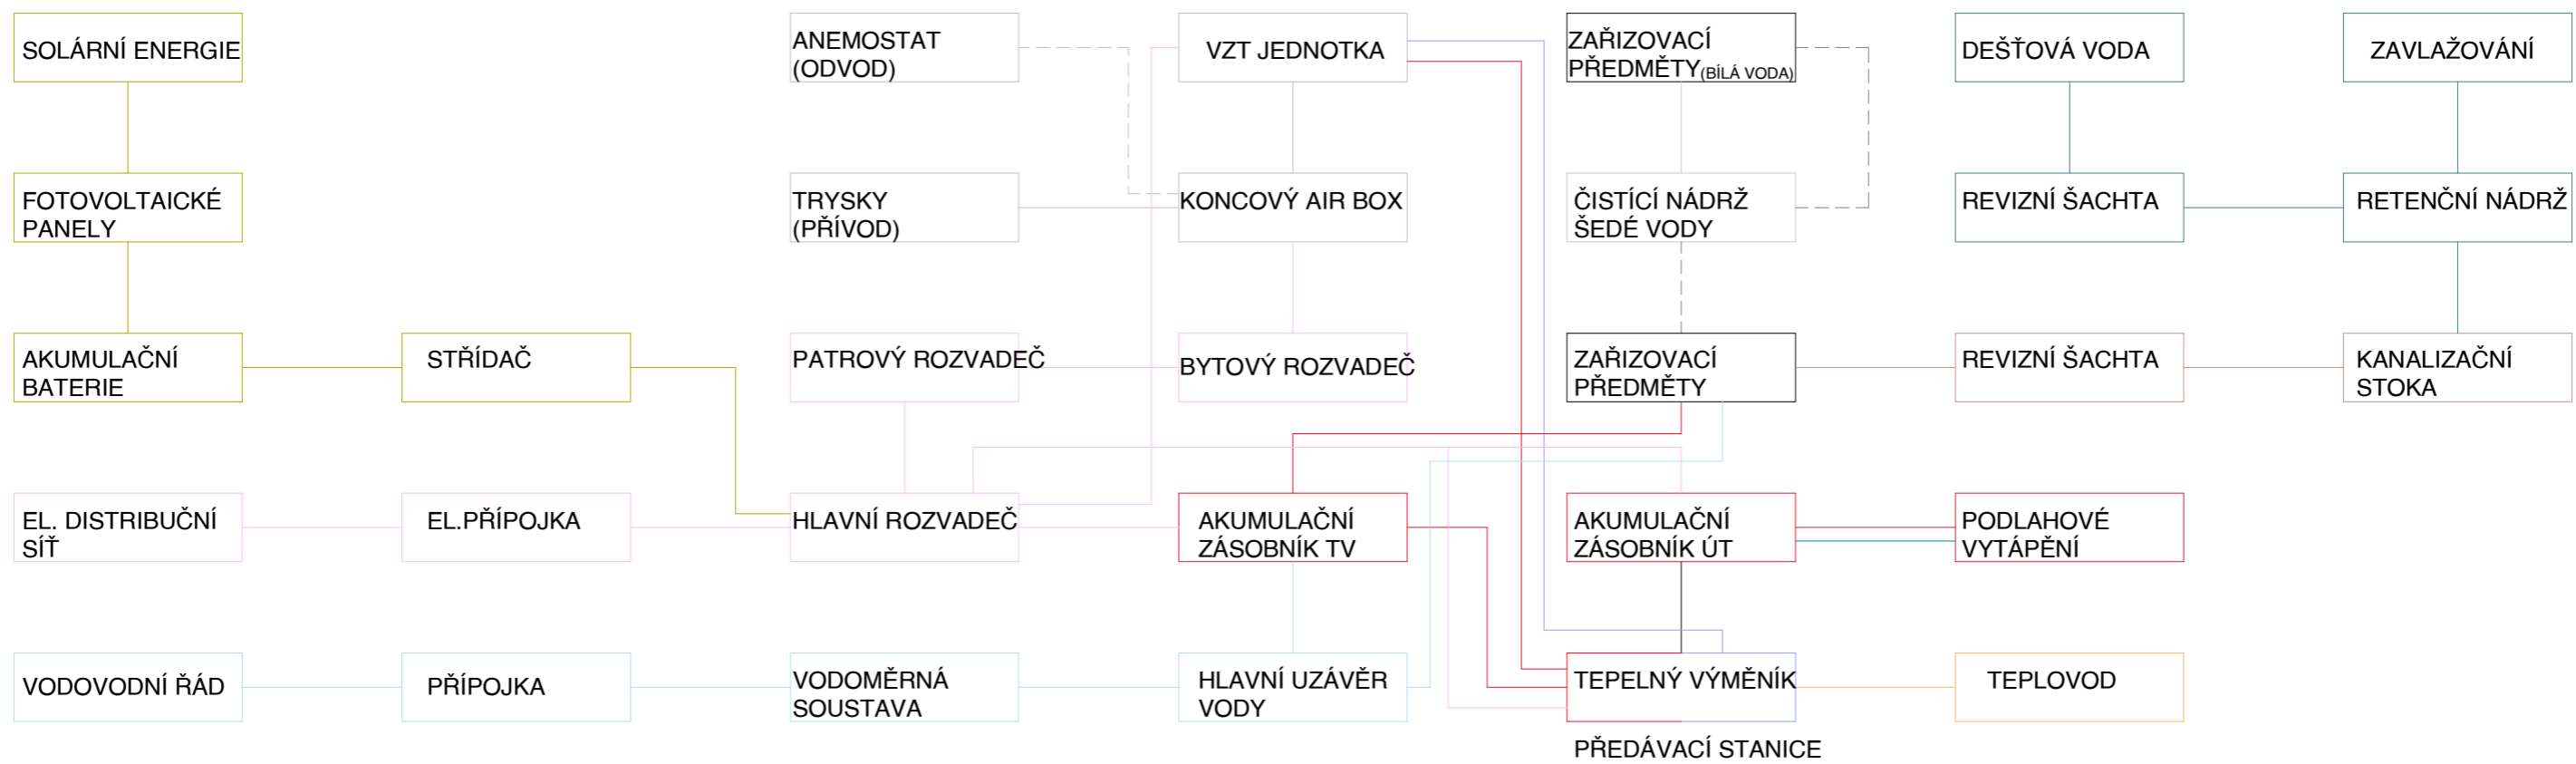 SOLÁRNÍ ENERGIE
ANEMOSTAT
(ODVOD)
VZT JEDNOTKA
ZAŘIZOVACÍ
PŘEDMĚTY(BÍLÁ VODA)
DEŠŤOVÁ VODA
ZAVLAŽOVÁNÍ
FOTOVOLTAICKÉ
PANELY
TRYSKY
(PŘÍVOD)
KONCOVÝ AIR BOX
ČISTÍCÍ NÁDRŽ
ŠEDÉ VODY
REVIZNÍ ŠACHTA
RETENČNÍ NÁDRŽ
AKUMULAČNÍ
BATERIE
STŘÍDAČ
PATROVÝ ROZVADEČ
BYTOVÝ ROZVADEČ
ZAŘIZOVACÍ
PŘEDMĚTY
REVIZNÍ ŠACHTA
KANALIZAČNÍ
STOKA
EL. DISTRIBUČNÍ
SÍŤ
EL.PŘÍPOJKA
HLAVNÍ ROZVADEČ
AKUMULAČNÍ
ZÁSOBNÍK TV
AKUMULAČNÍ
ZÁSOBNÍK ÚT
PODLAHOVÉ
VYTÁPĚNÍ
VODOVODNÍ ŘÁD
PŘÍPOJKA
VODOMĚRNÁ
SOUSTAVA
HLAVNÍ UZÁVĚR
VODY
TEPELNÝ VÝMĚNÍK
TEPLOVOD
PŘEDÁVACÍ STANICE